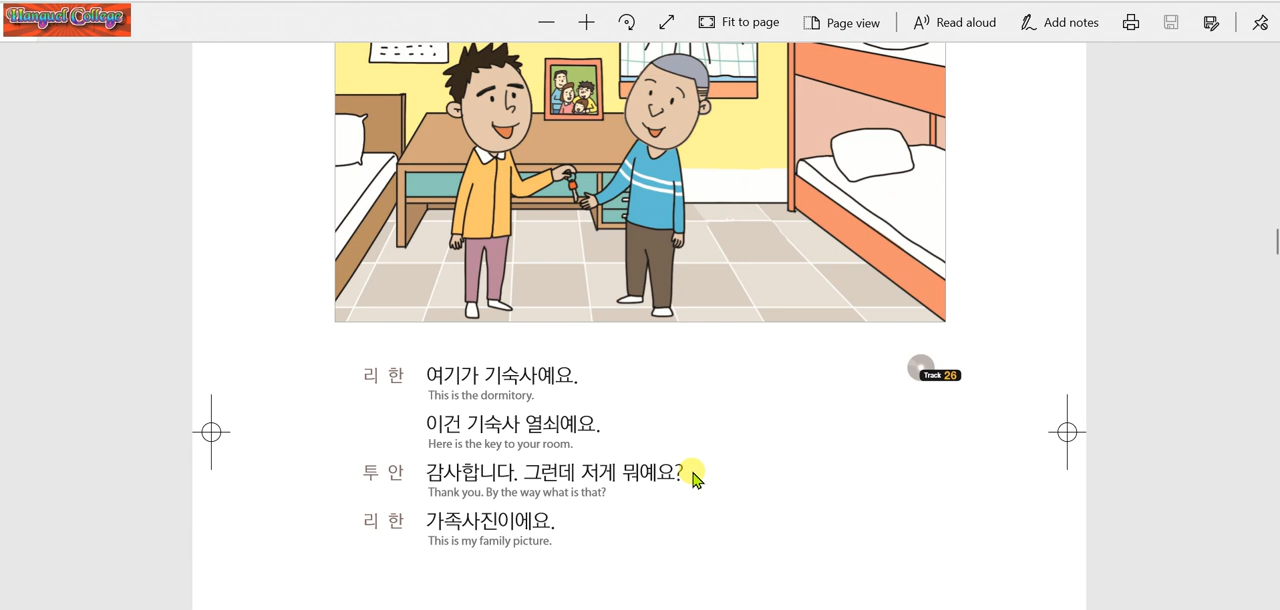 Hanguel College
Fit to page
Page view
Read aloud
Add notes
리 한 여기가 기숙사예요.
This is the dormitory.
Track 26
이건 기숙사 열쇠예요.
Here is the key to your room.
투 안 감사합니다. 그런데 저게 뭐예요?
Thank you. By the way what is that?
리 한 가족사진이에요.
This is my family picture.